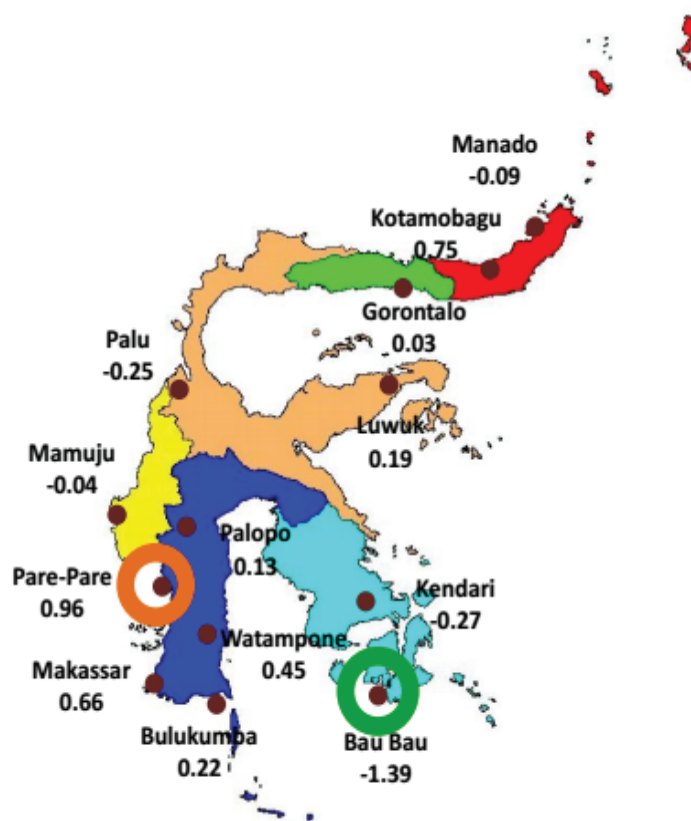 Manado
-0.09
Kotamobagu
0.75
Gorontalo
0.03
Palu
-0.25
Luwuk
0.19
Mamuju
-0.04
Palopo
0.13
Pare-Pare
0.96
Kendari
-0.27
Watampone
0.45
Makassar
0.66
Bulukumba
0.22
Bau Bau
-1.39